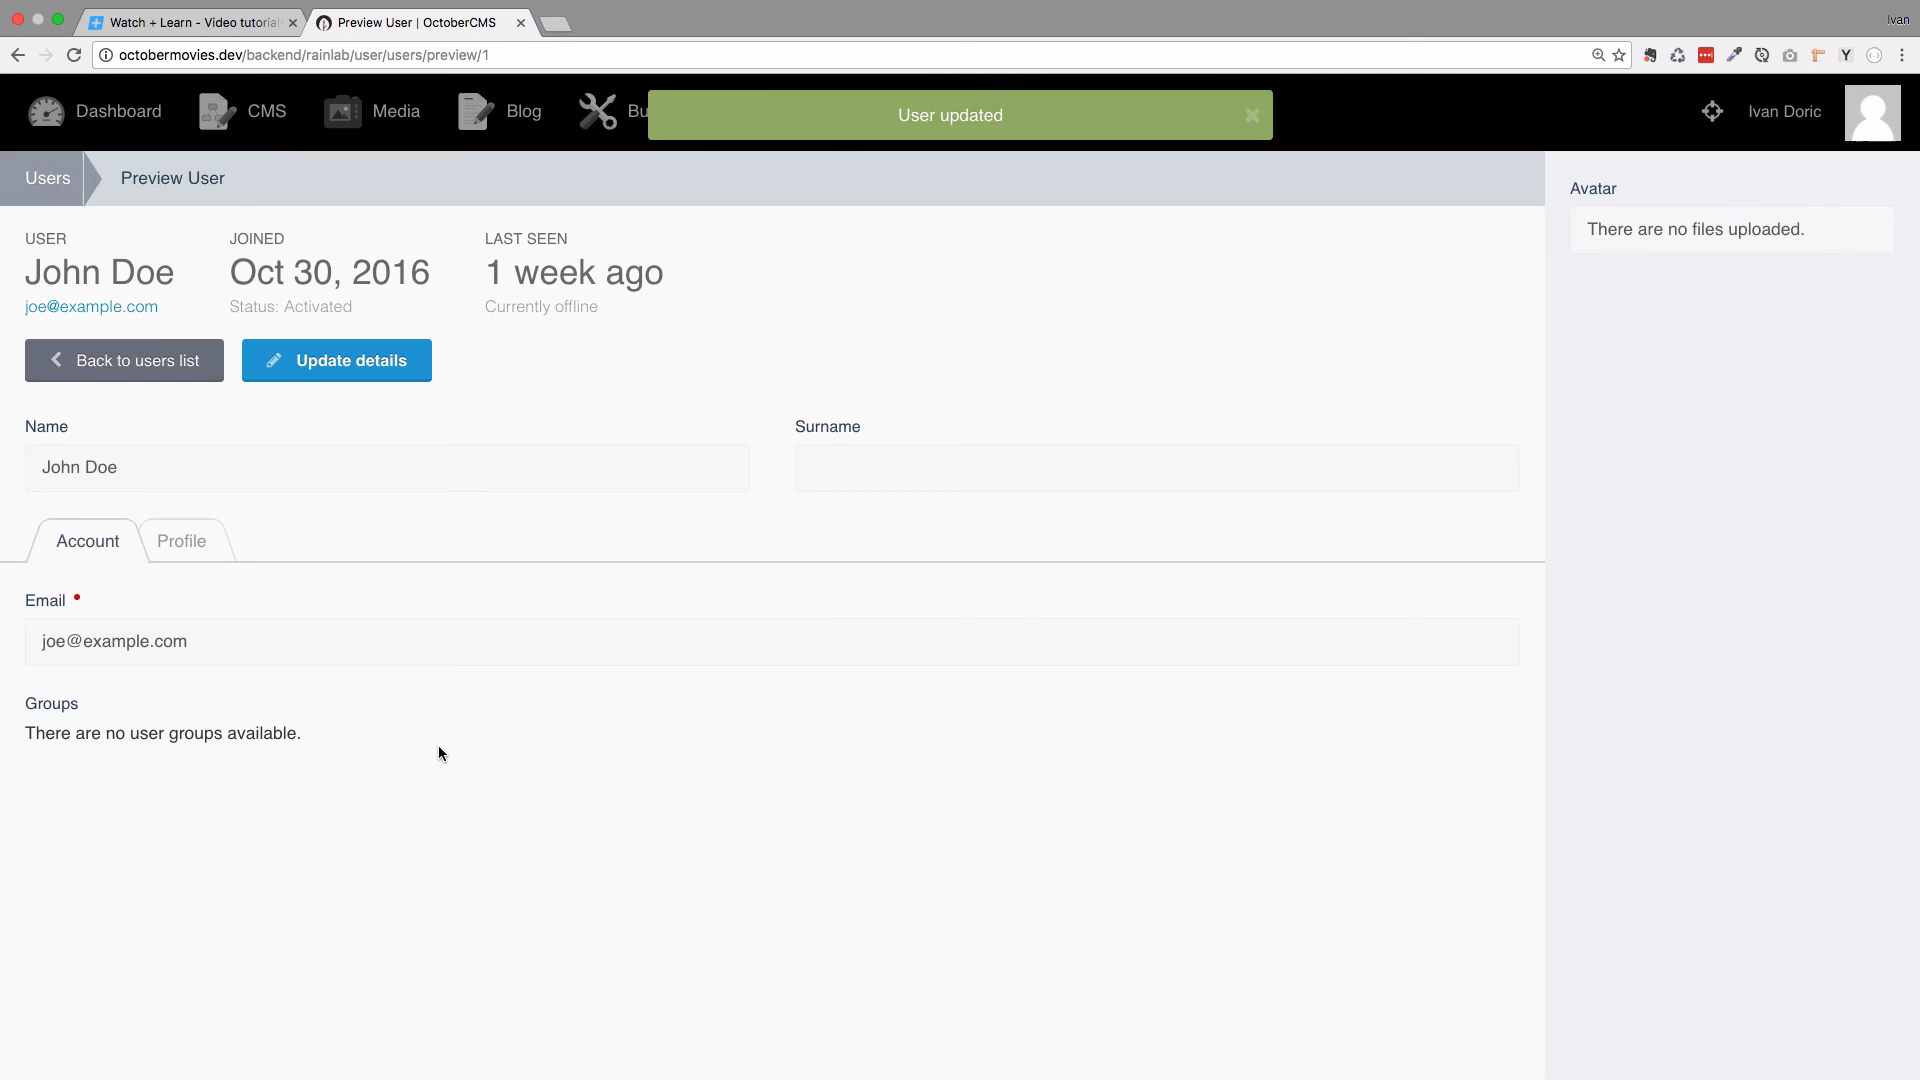 Watch + Learn - Video tutorial
Preview User | OctoberCMS
Ivan
octobermovies.dev/backend/rainlab/user/users/preview/1
Dashboard
CMS
Media
Blog
Bu
User updated
Ivan Doric
Users
Preview User
Avatar
There are no files uploaded.
USER
JOINED
LAST SEEN
John Doe
Oct 30, 2016
1 week ago
joe@example.com
Status: Activated
Currently offline
Back to users list
Update details
Name
Surname
John Doe
Account
Profile
Email
joe@example.com
Groups
There are no user groups available.